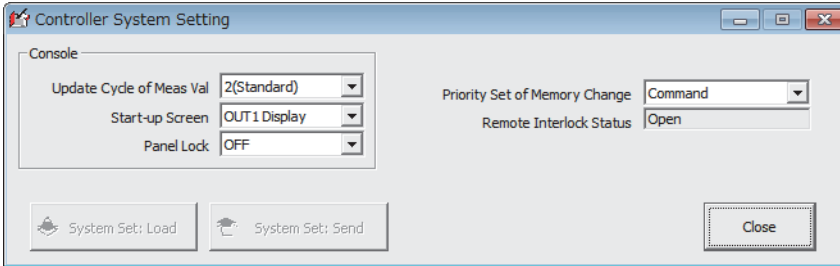 Controller System Setting
Console
Update Cycle of Meas Val 2(Standard)
Start-up Screen OUT1 Display
Panel Lock OFF
Priority Set of Memory Change Command
Remote Interlock Status Open
System Set: Load System Set: Send Close